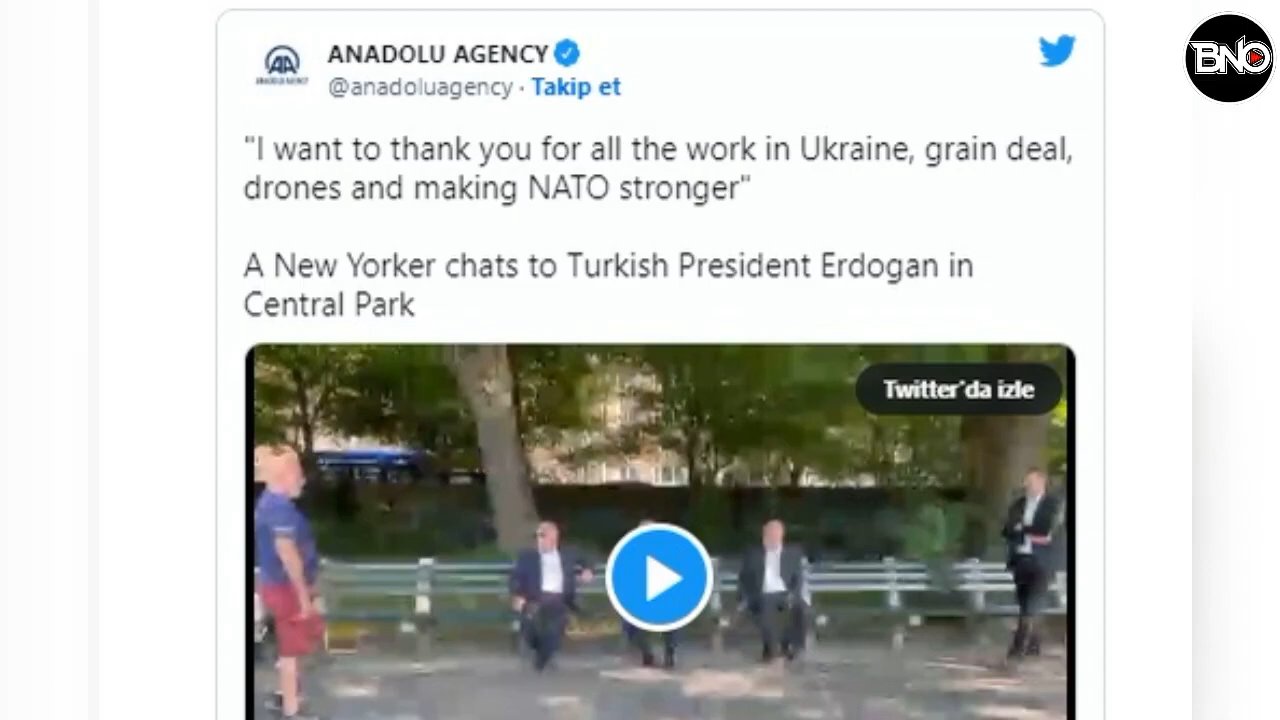 BNO
ANADOLU AGENCY
@anadoluagency · Takip et
"I want to thank you for all the work in Ukraine, grain deal,
drones and making NATO stronger"
A New Yorker chats to Turkish President Erdogan in
Central Park
Twitter'da izle